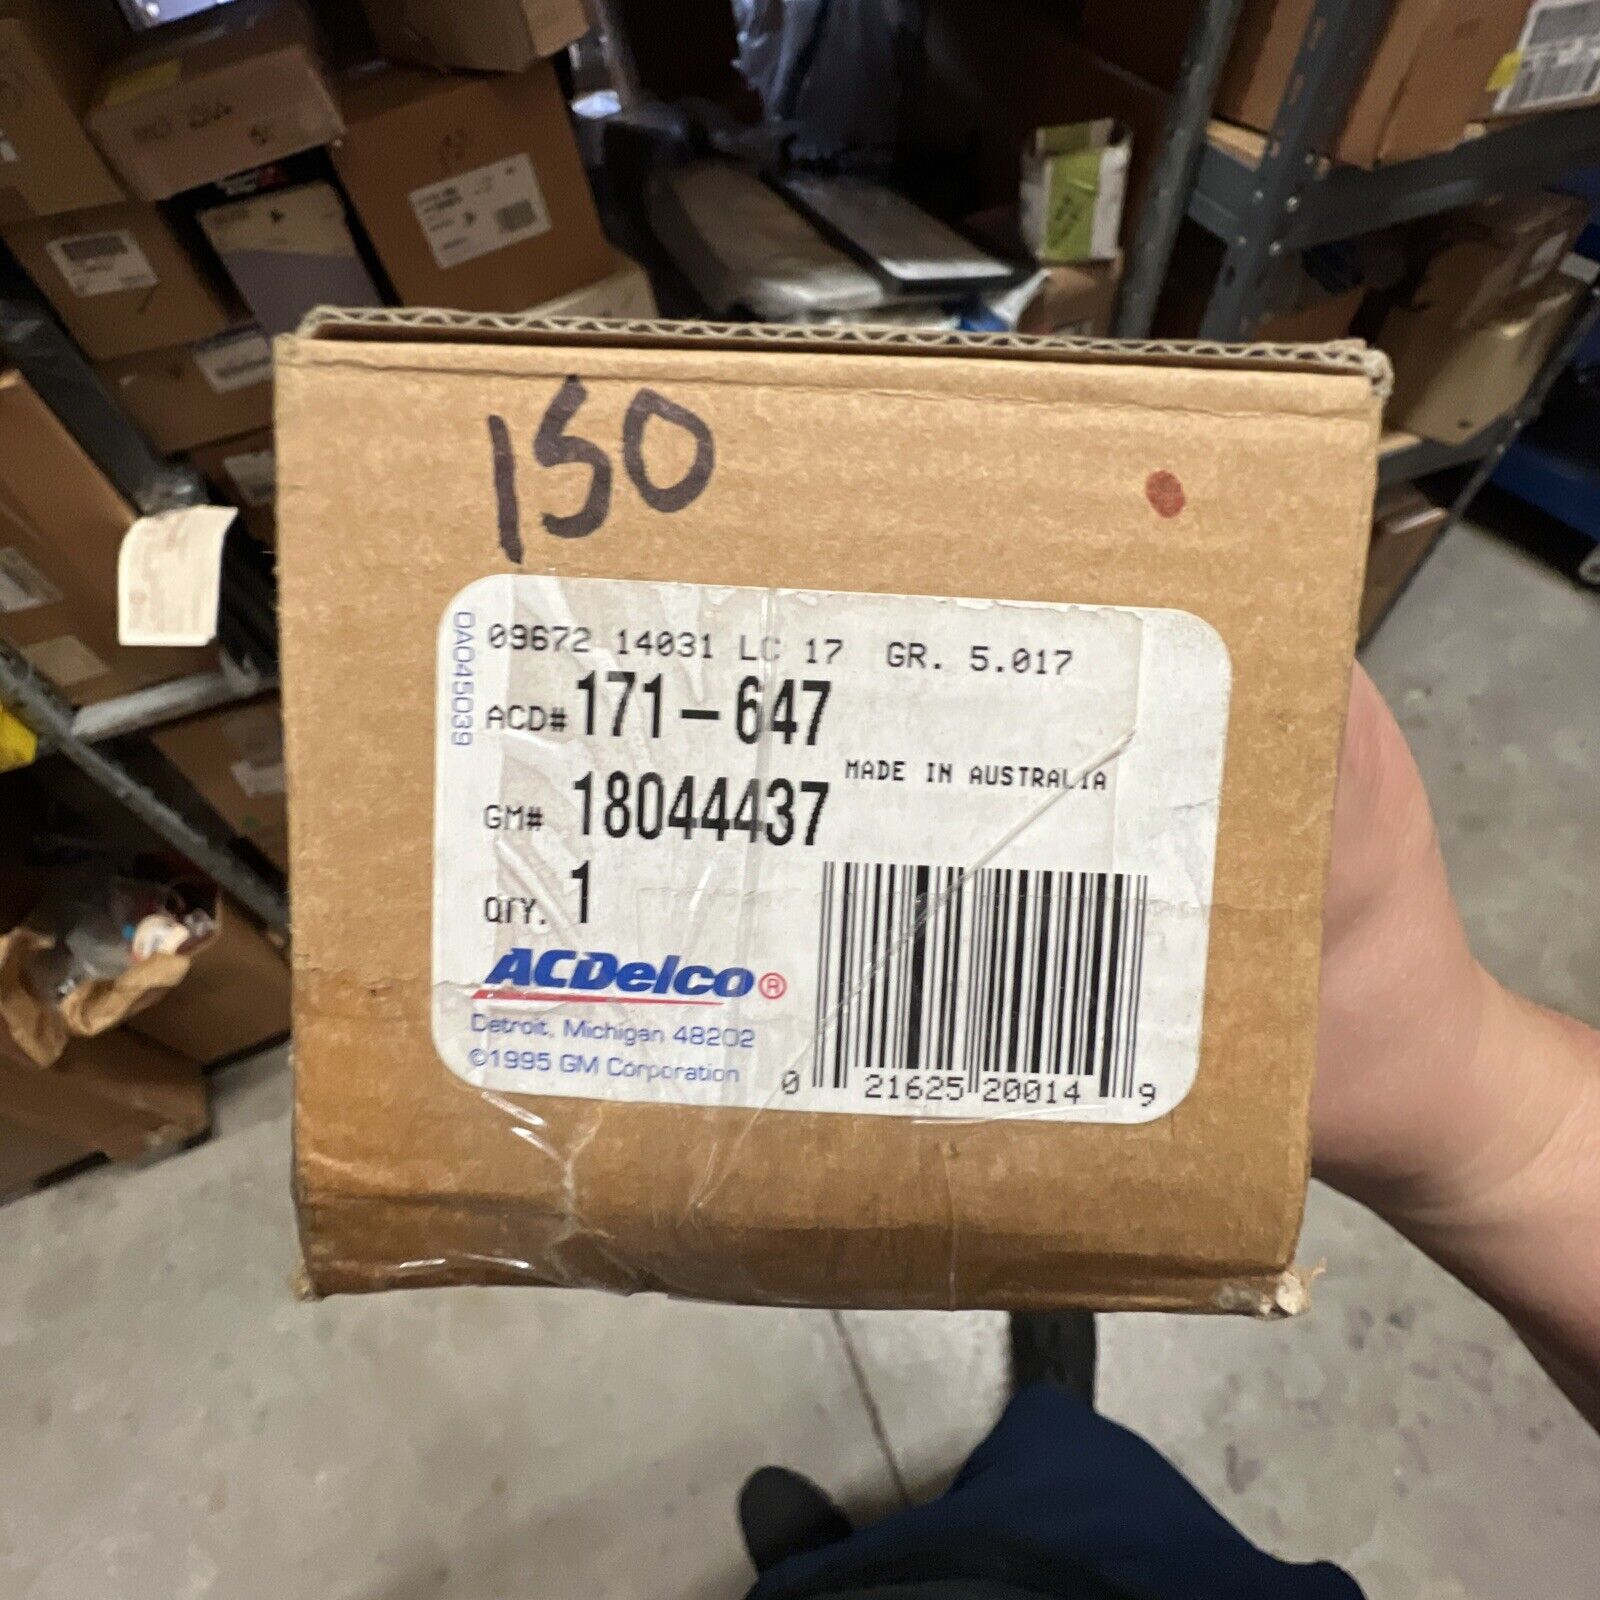 150
DA045039
09672 14031 LC 17 GR. 5.017
ACD# 171-647
MADE IN AUSTRALIA
GM# 18044437
QTY. 1
ACDelco®
Detroit, Michigan 48202
©1995 GM Corporation
0 21625 20014 9